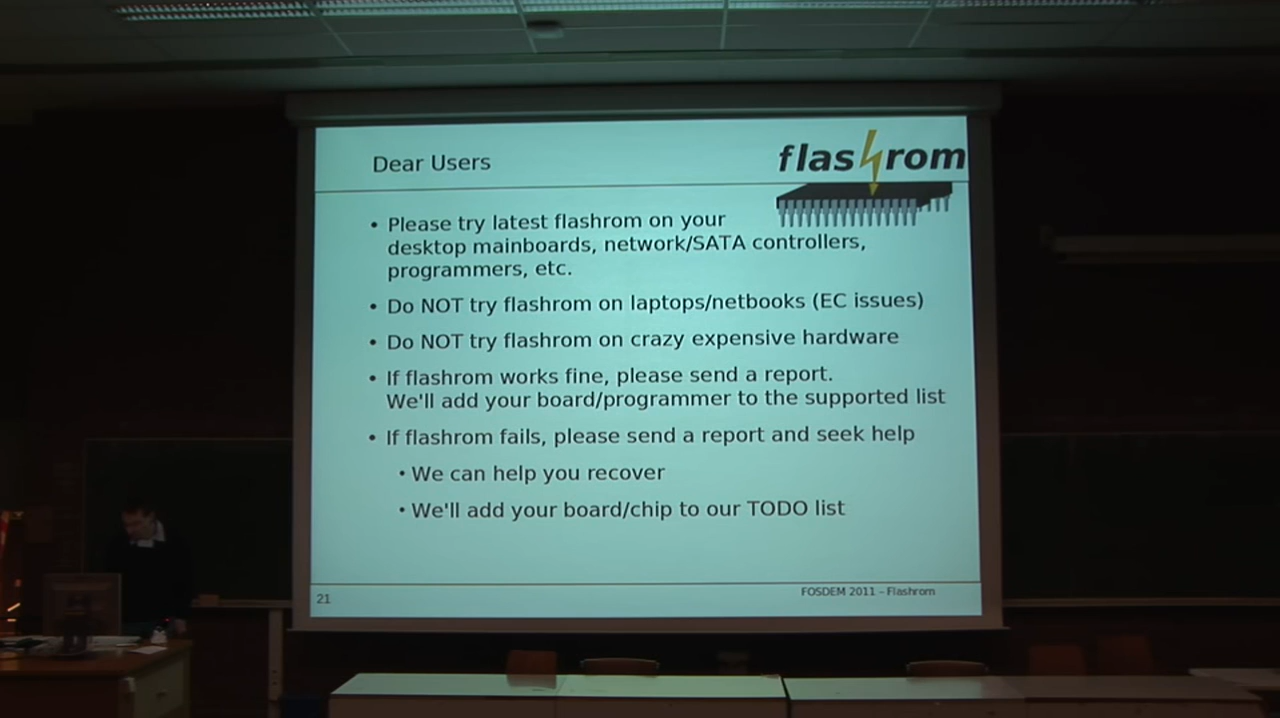 Dear Users
flashrom
• Please try latest flashrom on your
desktop mainboards, network/SATA controllers,
programmers, etc.
• Do NOT try flashrom on laptops/netbooks (EC issues)
• Do NOT try flashrom on crazy expensive hardware
• If flashrom works fine, please send a report.
We'll add your board/programmer to the supported list
• If flashrom fails, please send a report and seek help
• We can help you recover
• We'll add your board/chip to our TODO list
21
FOSDEM 2011 – Flashrom